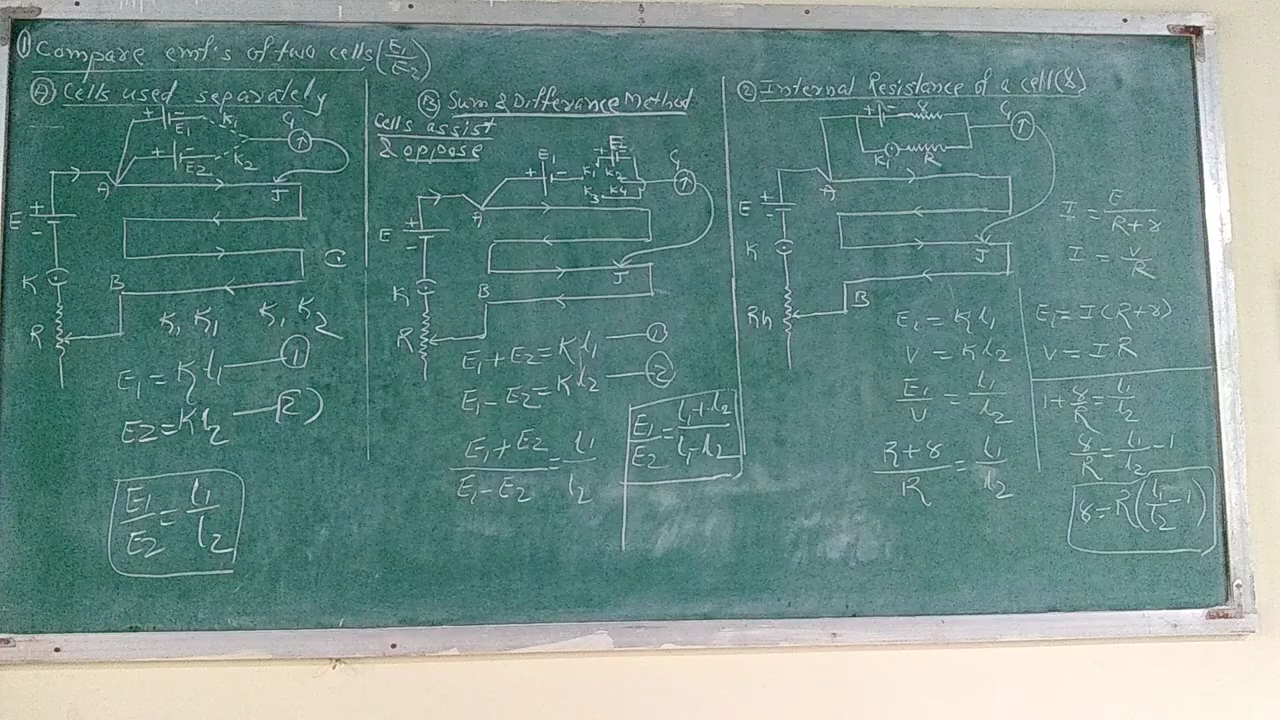 ① Compare emf's of two cells (E₁/E₂)
Ⓐ Cells used separately
+ - E₁ K₁ G
+ - E₂ K₂
A J
E + -
K B
R
K, K₁ K, K₂
E₁ = Kl₁ — ①
E2 = Kl₂ — ②
E₁/E₂ = l₁/l₂
Ⓑ Sum & Differance Method
Cells assist
& oppose
E₁ + - E₂ + - G
K₁ K₂
K₃ K₄
A
E + -
J
K B
R
E₁ + E₂ = Kl₁ — ①
E₁ - E₂ = Kl₂ — ②
(E₁ + E₂)/(E₁ - E₂) = l₁/l₂
E₁/E₂ = (l₁ + l₂)/(l₁ - l₂)
② Internal Resistance of a cell (r)
+ - r G
K₁ R
A
E + -
K J
B
Rh
I = E/(R + r)
I = V/R
E₁ = Kl₁
V = Kl₂
E₁/V = l₁/l₂
(R + r)/R = l₁/l₂
E₁ = I(R + r)
V = IR
1 + r/R = l₁/l₂
r/R = l₁/l₂ - 1
r = R(l₁/l₂ - 1)